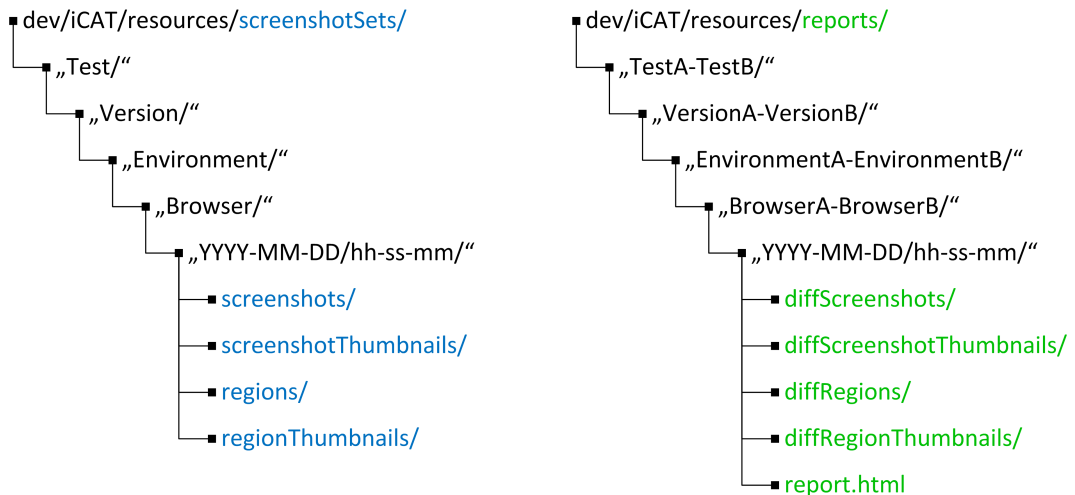 dev/iCAT/resources/screenshotSets/
„Test/“
„Version/“
„Environment/“
„Browser/“
„YYYY-MM-DD/hh-ss-mm/“
screenshots/
screenshotThumbnails/
regions/
regionThumbnails/
dev/iCAT/resources/reports/
„TestA-TestB/“
„VersionA-VersionB/“
„EnvironmentA-EnvironmentB/“
„BrowserA-BrowserB/“
„YYYY-MM-DD/hh-ss-mm/“
diffScreenshots/
diffScreenshotThumbnails/
diffRegions/
diffRegionThumbnails/
report.html